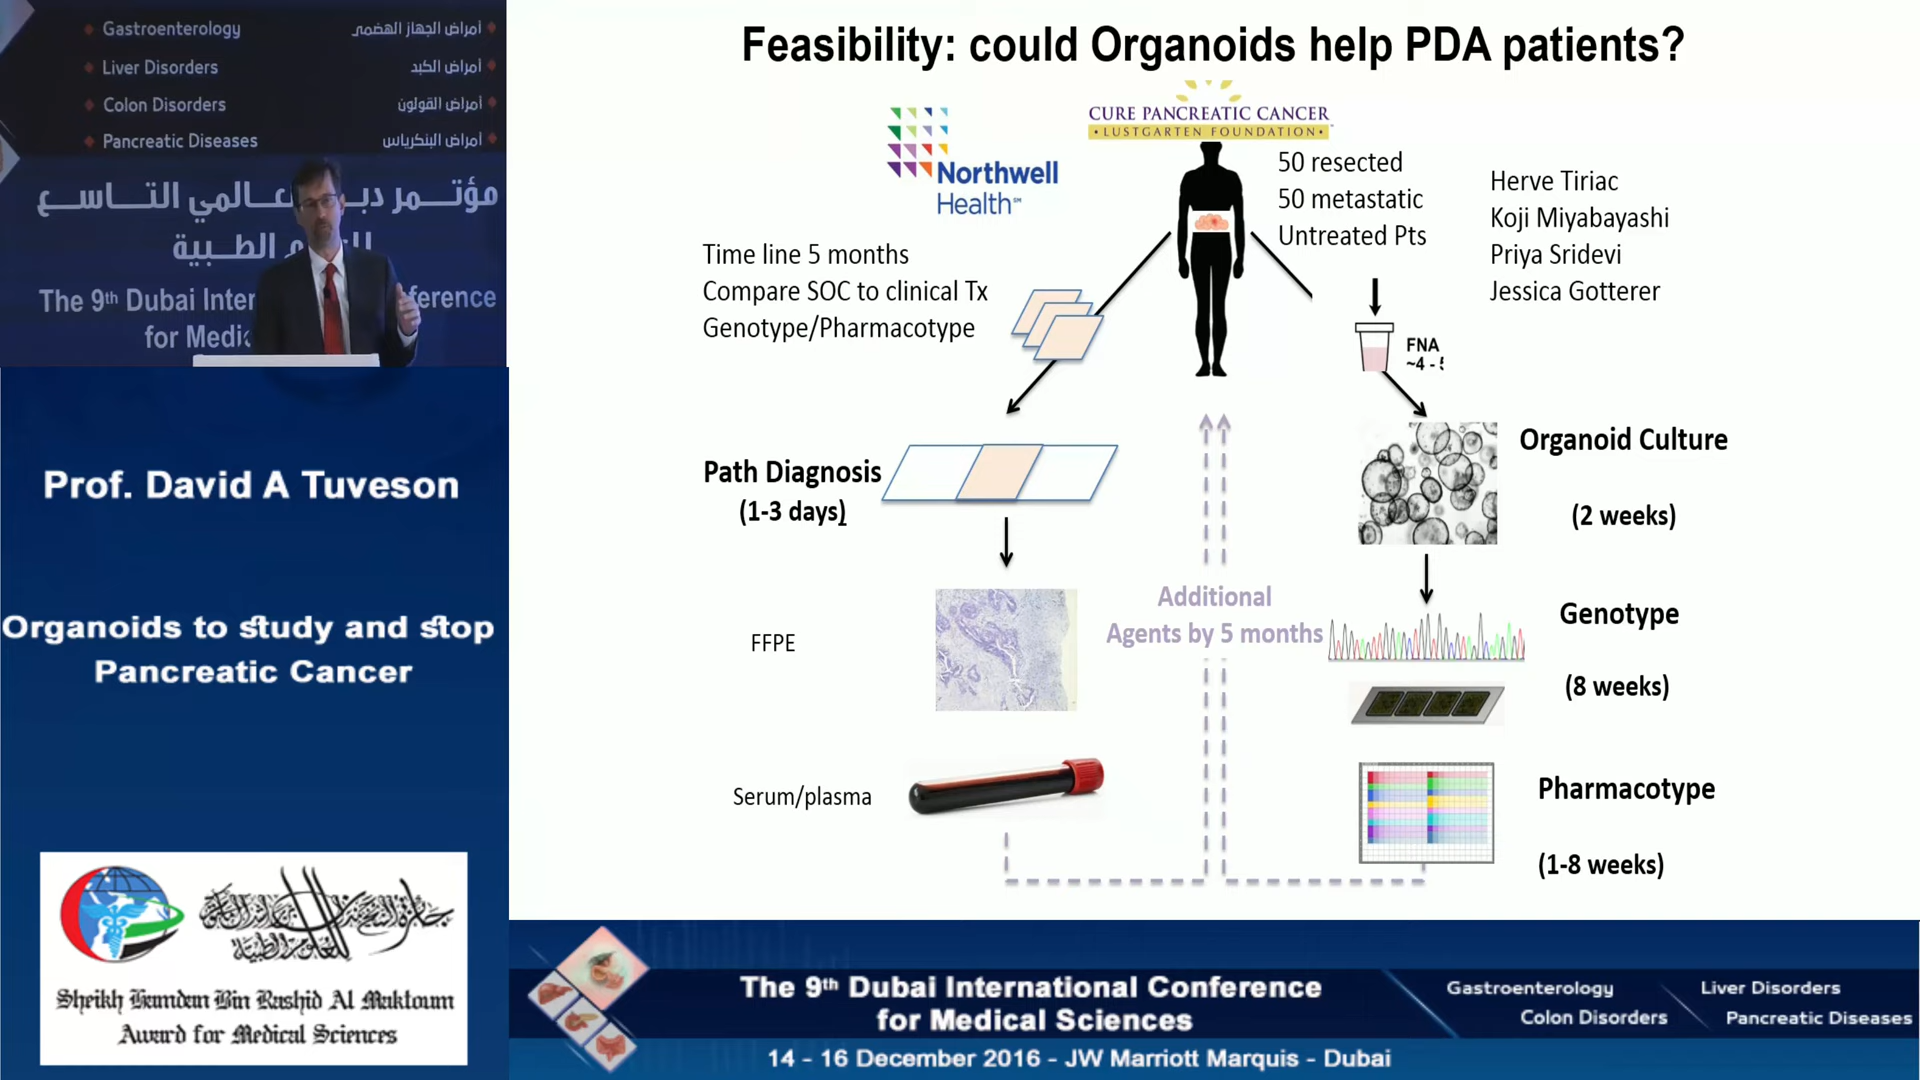 Gastroenterology
أمراض الجهاز الهضمي
Liver Disorders
أمراض الكبد
Colon Disorders
أمراض القولون
Pancreatic Diseases
أمراض البنكرياس
مؤتمر دبي العالمي التاسع
الطبية
The 9th Dubai Inter
ference
for Medic
Prof. David A Tuveson
Organoids to study and stop
Pancreatic Cancer
Sheikh Hamdan Bin Rashid Al Maktoum
Award for Medical Sciences
Feasibility: could Organoids help PDA patients?
Northwell
Health℠
CURE PANCREATIC CANCER
• LUSTGARTEN FOUNDATION •
50 resected
50 metastatic
Untreated Pts
Herve Tiriac
Koji Miyabayashi
Priya Sridevi
Jessica Gotterer
Time line 5 months
Compare SOC to clinical Tx
Genotype/Pharmacotype
FNA
~4 -
Path Diagnosis
(1-3 days)
Organoid Culture
(2 weeks)
FFPE
Additional
Agents by 5 months
Genotype
(8 weeks)
Serum/plasma
Pharmacotype
(1-8 weeks)
The 9th Dubai International Conference
for Medical Sciences
14 - 16 December 2016 - JW Marriott Marquis - Dubai
Gastroenterology
Liver Disorders
Colon Disorders
Pancreatic Diseases